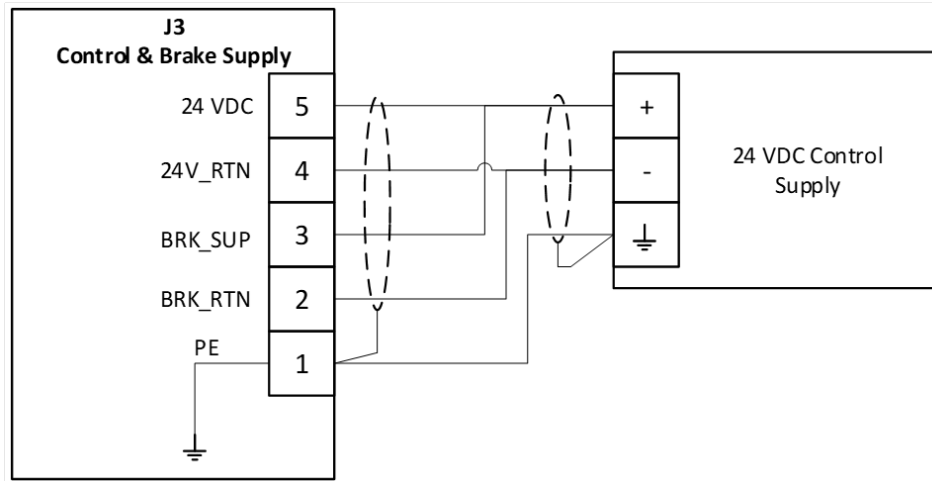 J3
Control & Brake Supply
24 VDC
5
24V_RTN
4
BRK_SUP
3
BRK_RTN
2
PE
1
+
-
24 VDC Control
Supply